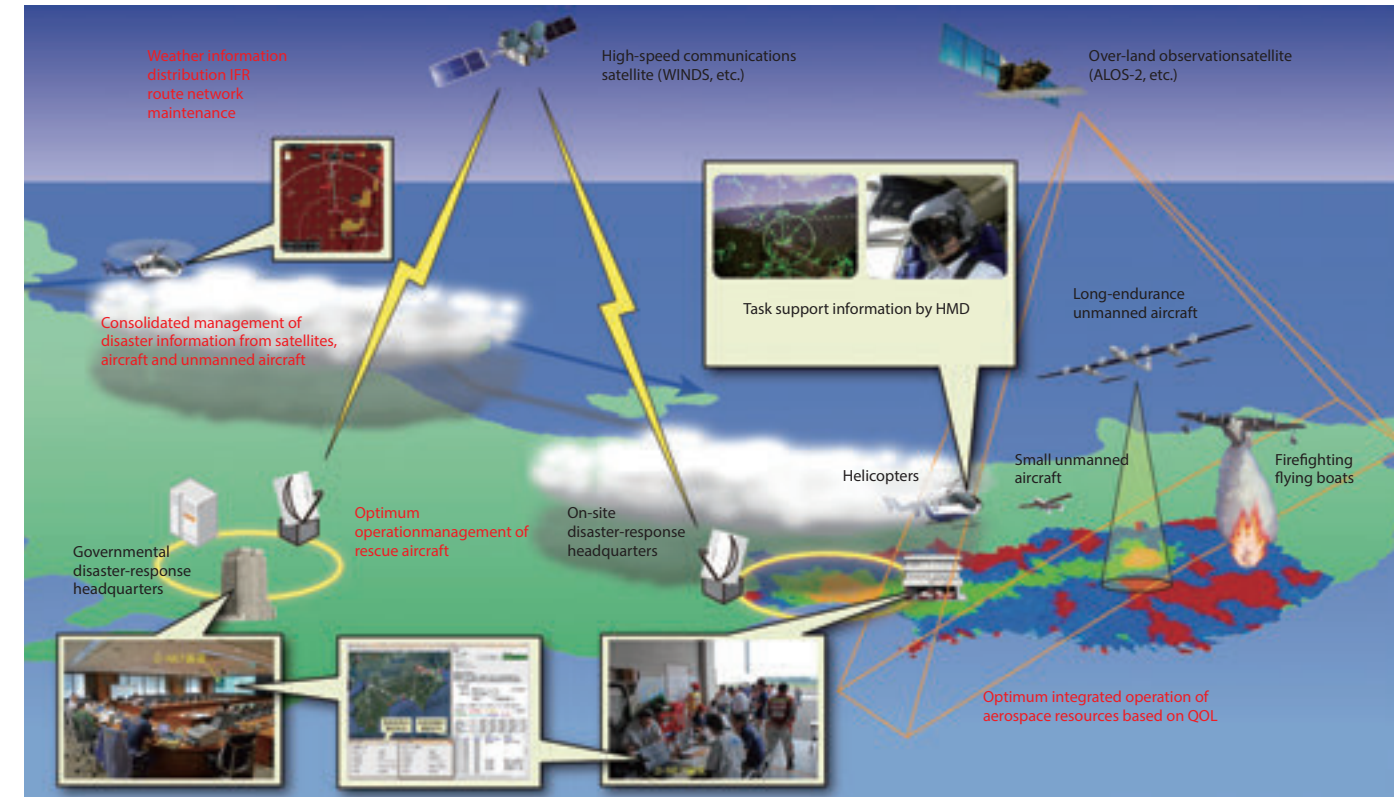 Weather information
distribution IFR
route network
maintenance
High-speed communications
satellite (WINDS, etc.)
Over-land observationsatellite
(ALOS-2, etc.)
Task support information by HMD
Long-endurance
unmanned aircraft
Consolidated management of
disaster information from satellites,
aircraft and unmanned aircraft
Helicopters
Small unmanned
aircraft
Firefighting
flying boats
Governmental
disaster-response
headquarters
Optimum
operationmanagement of
rescue aircraft
On-site
disaster-response
headquarters
Optimum integrated operation of
aerospace resources based on QOL